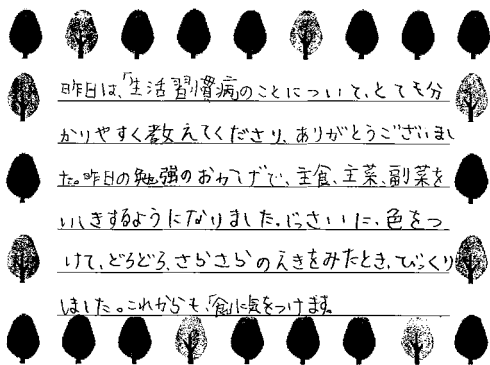 昨日は、「生活習慣病」のことについて、とても分
かりやすく教えてくださり、ありがとうございまし
た。昨日の勉強のおかげで、主食、主菜、副菜を
いしきするようになりました。じっさいに、色をつ
けて、どろどろ、さらさらのえきをみたとき、びっくり
しました。これからも、「食」に気をつけます。